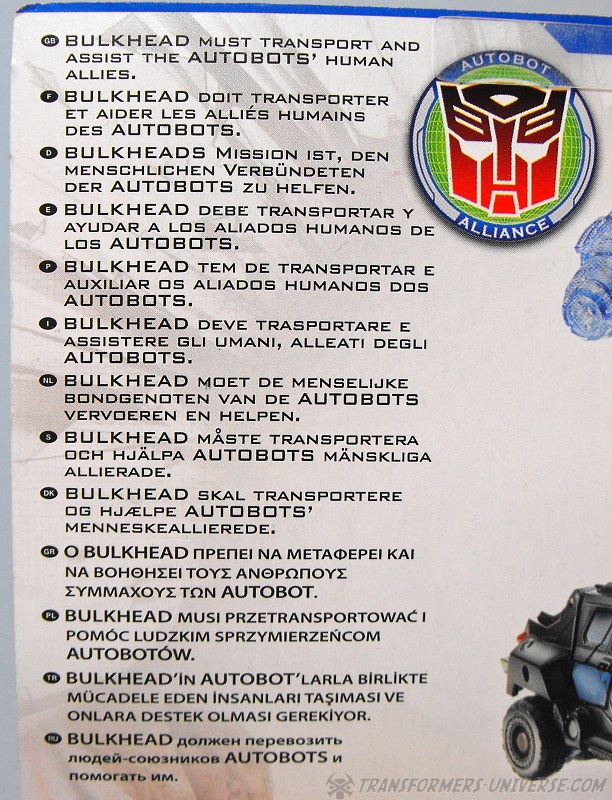 GB BULKHEAD MUST TRANSPORT AND
ASSIST THE AUTOBOTS' HUMAN
ALLIES.
F BULKHEAD DOIT TRANSPORTER
ET AIDER LES ALLIÉS HUMAINS
DES AUTOBOTS.
D BULKHEADS MISSION IST, DEN
MENSCHLICHEN VERBÜNDETEN
DER AUTOBOTS ZU HELFEN.
E BULKHEAD DEBE TRANSPORTAR Y
AYUDAR A LOS ALIADOS HUMANOS DE
LOS AUTOBOTS.
P BULKHEAD TEM DE TRANSPORTAR E
AUXILIAR OS ALIADOS HUMANOS DOS
AUTOBOTS.
I BULKHEAD DEVE TRASPORTARE E
ASSISTERE GLI UMANI, ALLEATI DEGLI
AUTOBOTS.
NL BULKHEAD MOET DE MENSELIJKE
BONDGENOTEN VAN DE AUTOBOTS
VERVOEREN EN HELPEN.
S BULKHEAD MÅSTE TRANSPORTERA
OCH HJÄLPA AUTOBOTS MÄNSKLIGA
ALLIERADE.
DK BULKHEAD SKAL TRANSPORTERE
OG HJÆLPE AUTOBOTS'
MENNESKEALLIEREDE.
GR Ο BULKHEAD ΠΡΕΠΕΙ ΝΑ ΜΕΤΑΦΕΡΕΙ ΚΑΙ
ΝΑ ΒΟΗΘΗΣΕΙ ΤΟΥΣ ΑΝΘΡΩΠΟΥΣ
ΣΥΜΜΑΧΟΥΣ ΤΩΝ AUTOBOT.
PL BULKHEAD MUSI PRZETRANSPORTOWAĆ I
POMÓC LUDZKIM SPRZYMIERZEŃCOM
AUTOBOTÓW.
TR BULKHEAD'İN AUTOBOT'LARLA BİRLİKTE
MÜCADELE EDEN İNSANLARI TAŞIMASI VE
ONLARA DESTEK OLMASI GEREKİYOR.
RU BULKHEAD должен перевозить
людей-союзников AUTOBOTS и
помогать им.
AUTOBOT
ALLIANCE
TRANSFORMERS-UNIVERSE.COM